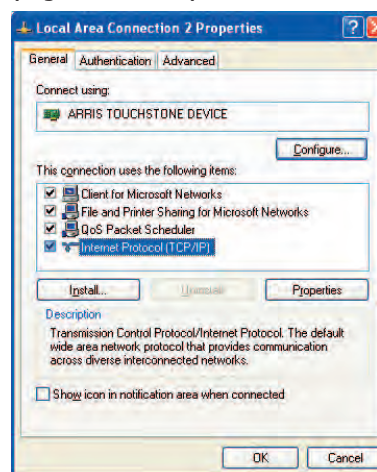 Local Area Connection 2 Properties
General Authentication Advanced
Connect using:
ARRIS TOUCHSTONE DEVICE
Configure...
This connection uses the following items:
Client for Microsoft Networks
File and Printer Sharing for Microsoft Networks
QoS Packet Scheduler
Internet Protocol (TCP/IP)
Install... Uninstall Properties
Description
Transmission Control Protocol/Internet Protocol. The default
wide area network protocol that provides communication
across diverse interconnected networks.
Show icon in notification area when connected
OK Cancel